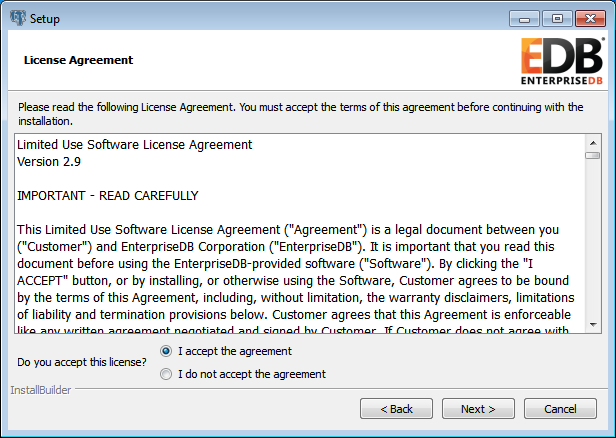 Setup
License Agreement
EDB
ENTERPRISEDB
Please read the following License Agreement. You must accept the terms of this agreement before continuing with the
installation.
Limited Use Software License Agreement
Version 2.9
IMPORTANT - READ CAREFULLY
This Limited Use Software License Agreement ("Agreement") is a legal document between you
("Customer") and EnterpriseDB Corporation ("EnterpriseDB"). It is important that you read this
document before using the EnterpriseDB-provided software ("Software"). By clicking the "I
ACCEPT" button, or by installing, or otherwise using the Software, Customer agrees to be bound
by the terms of this Agreement, including, without limitation, the warranty disclaimers, limitations
of liability and termination provisions below. Customer agrees that this Agreement is enforceable
like any written agreement negotiated and signed by Customer. If Customer does not agree with
Do you accept this license?
I accept the agreement
I do not accept the agreement
InstallBuilder
< Back
Next >
Cancel